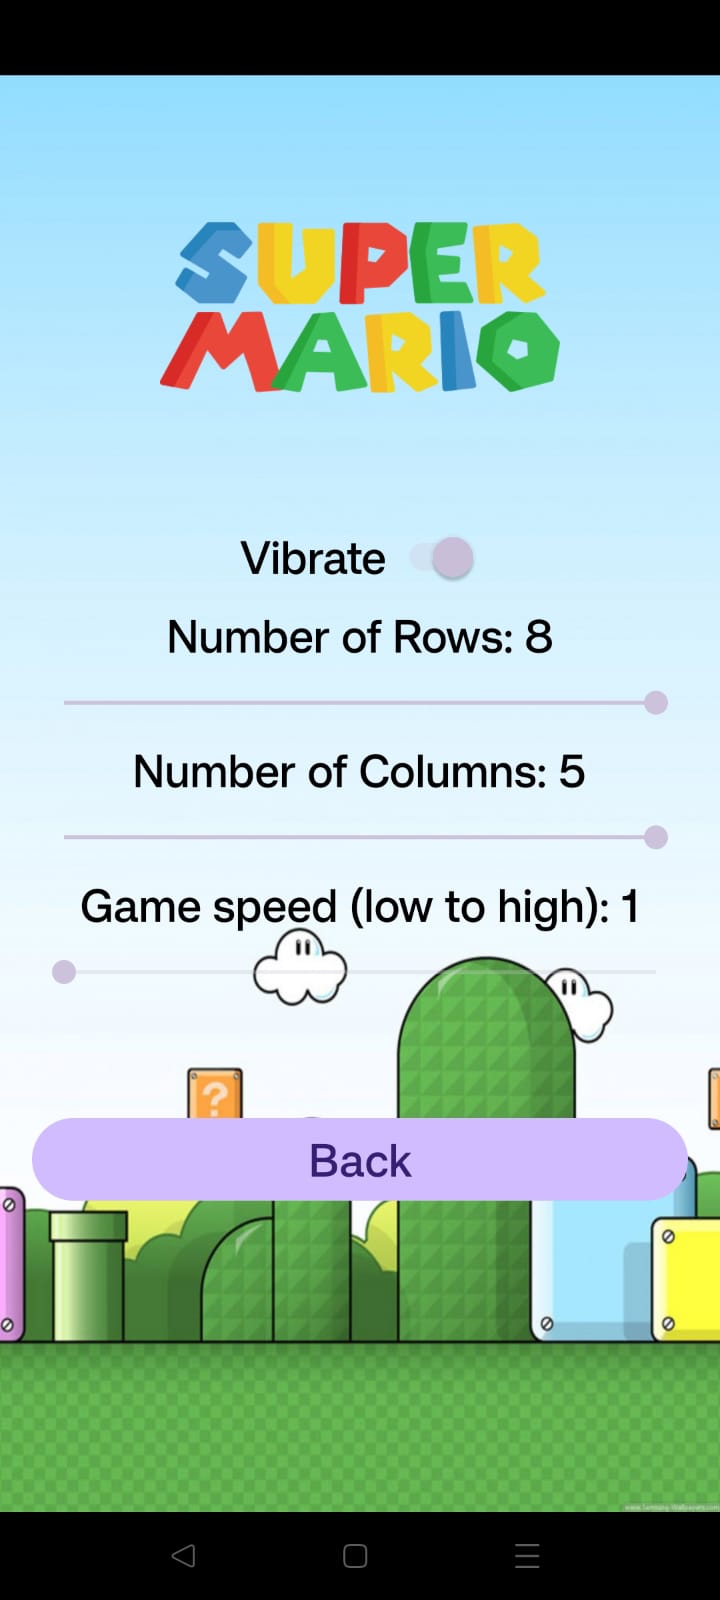 SUPER
MARIO
Vibrate
Number of Rows: 8
Number of Columns: 5
Game speed (low to high): 1
?
Back